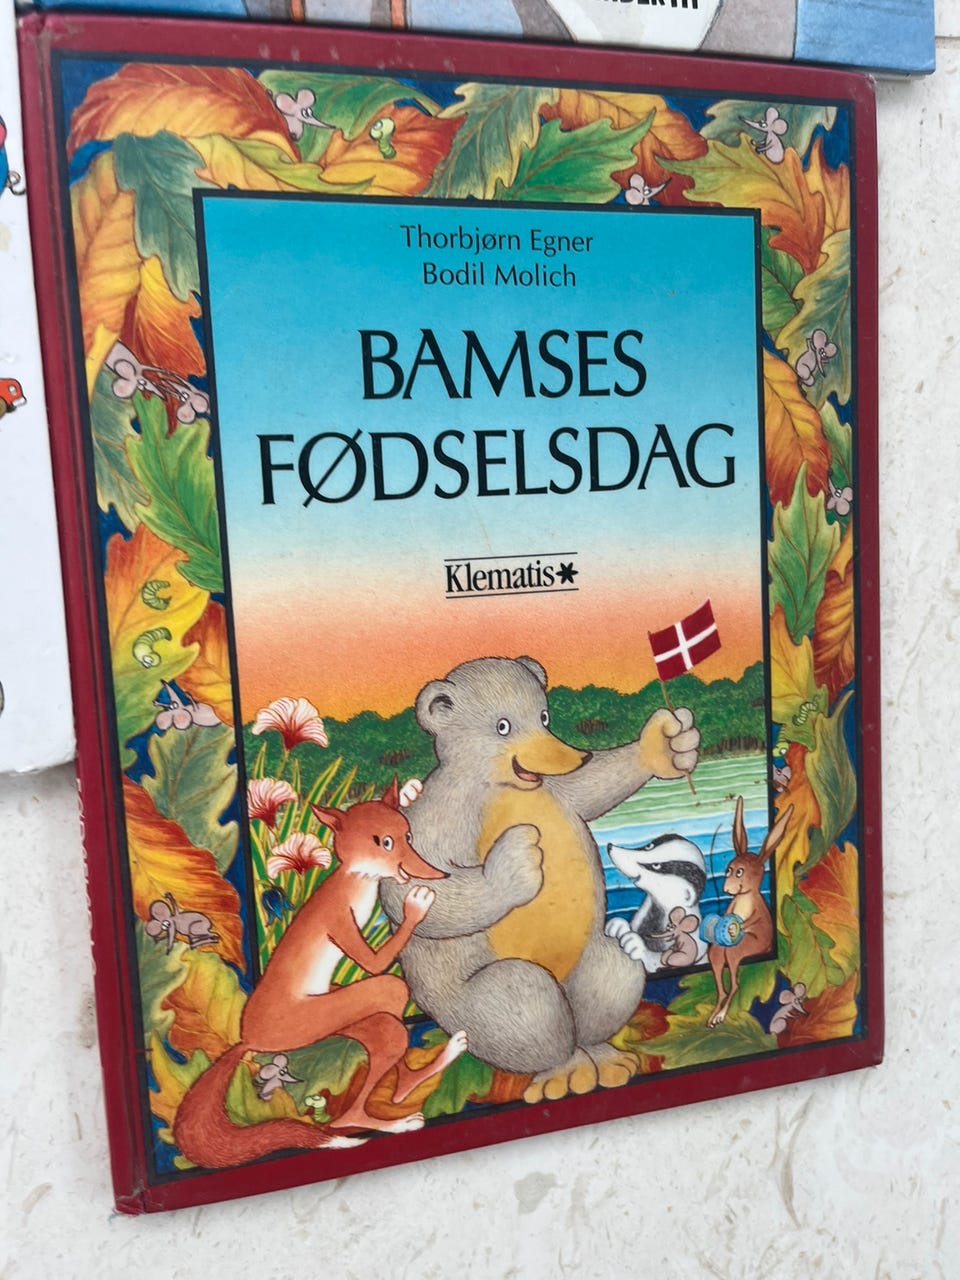 Thorbjørn Egner
Bodil Molich
BAMSES
FØDSELSDAG
Klematis